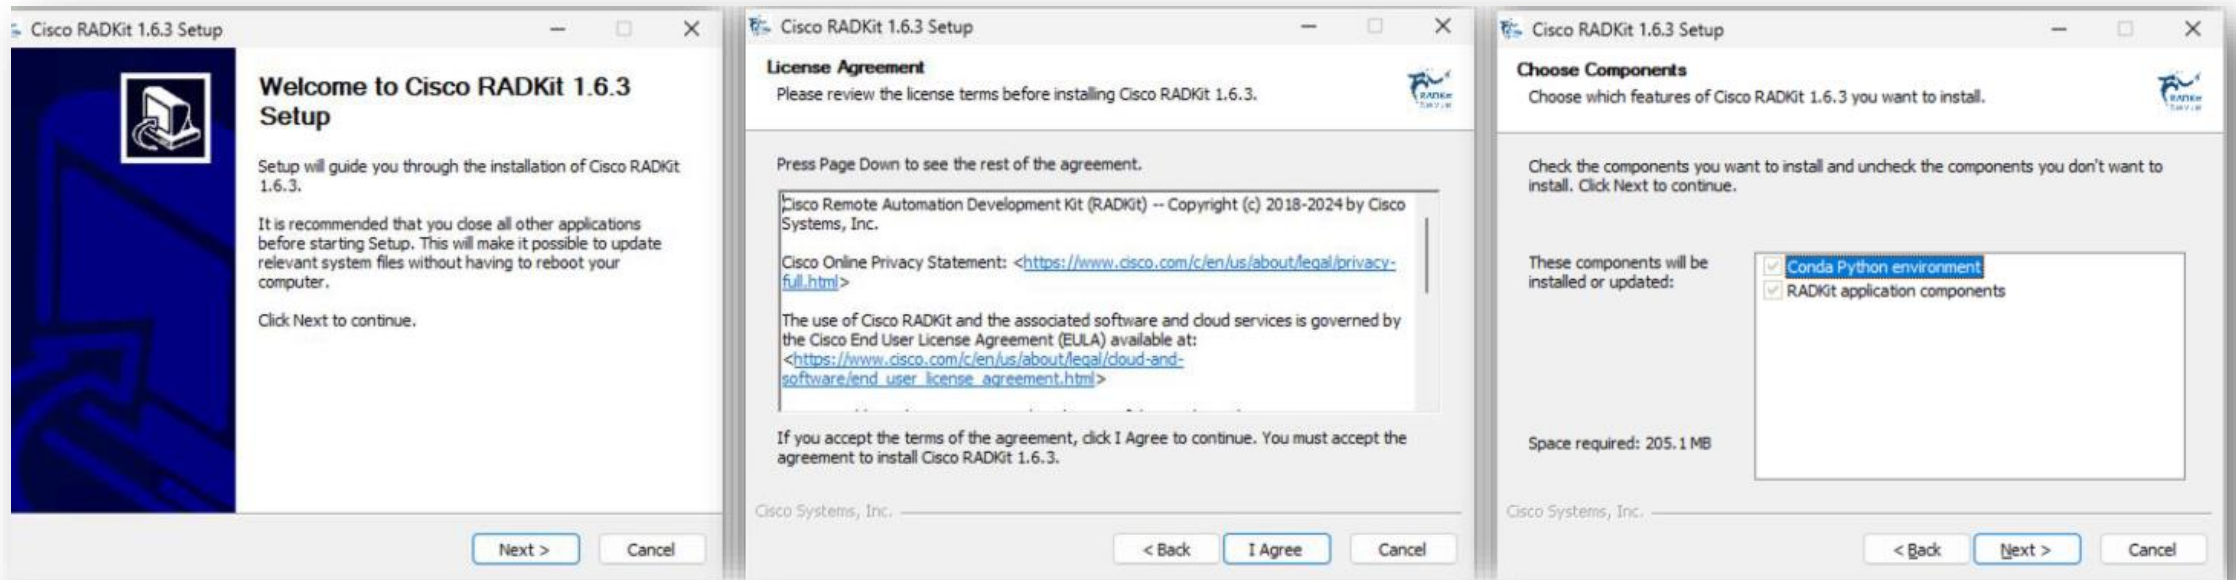 Cisco RADKit 1.6.3 Setup
Welcome to Cisco RADKit 1.6.3
Setup
Setup will guide you through the installation of Cisco RADKit
1.6.3.
It is recommended that you close all other applications
before starting Setup. This will make it possible to update
relevant system files without having to reboot your
computer.
Click Next to continue.
Next >
Cancel
Cisco RADKit 1.6.3 Setup
License Agreement
Please review the license terms before installing Cisco RADKit 1.6.3.
RADKit
Press Page Down to see the rest of the agreement.
Cisco Remote Automation Development Kit (RADKit) -- Copyright (c) 2018-2024 by Cisco
Systems, Inc.
Cisco Online Privacy Statement: <https://www.cisco.com/c/en/us/about/legal/privacy-
full.html>
The use of Cisco RADKit and the associated software and cloud services is governed by
the Cisco End User License Agreement (EULA) available at:
<https://www.cisco.com/c/en/us/about/legal/cloud-and-
software/end_user_license_agreement.html>
If you accept the terms of the agreement, click I Agree to continue. You must accept the
agreement to install Cisco RADKit 1.6.3.
Cisco Systems, Inc.
< Back
I Agree
Cancel
Cisco RADKit 1.6.3 Setup
Choose Components
Choose which features of Cisco RADKit 1.6.3 you want to install.
RADKit
Check the components you want to install and uncheck the components you don't want to
install. Click Next to continue.
These components will be
installed or updated:
Conda Python environment
RADKit application components
Space required: 205.1 MB
Cisco Systems, Inc.
< Back
Next >
Cancel